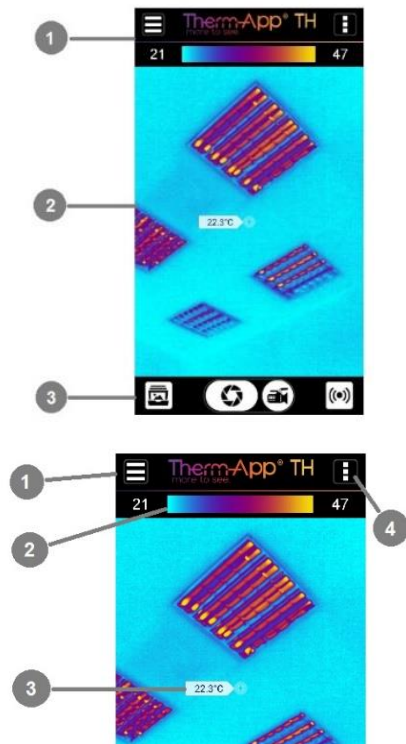 1
Therm-App® TH
more to see.
21 47
2
22.3°C
3
1
Therm-App® TH
more to see.
4
21 47
2
3
22.3°C